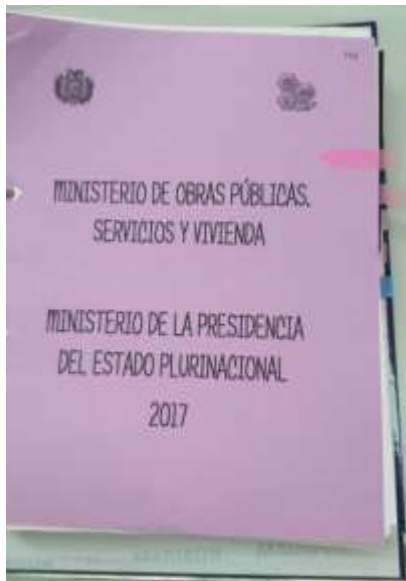 MINISTERIO DE OBRAS PÚBLICAS,
SERVICIOS Y VIVIENDA
MINISTERIO DE LA PRESIDENCIA
DEL ESTADO PLURINACIONAL
2017